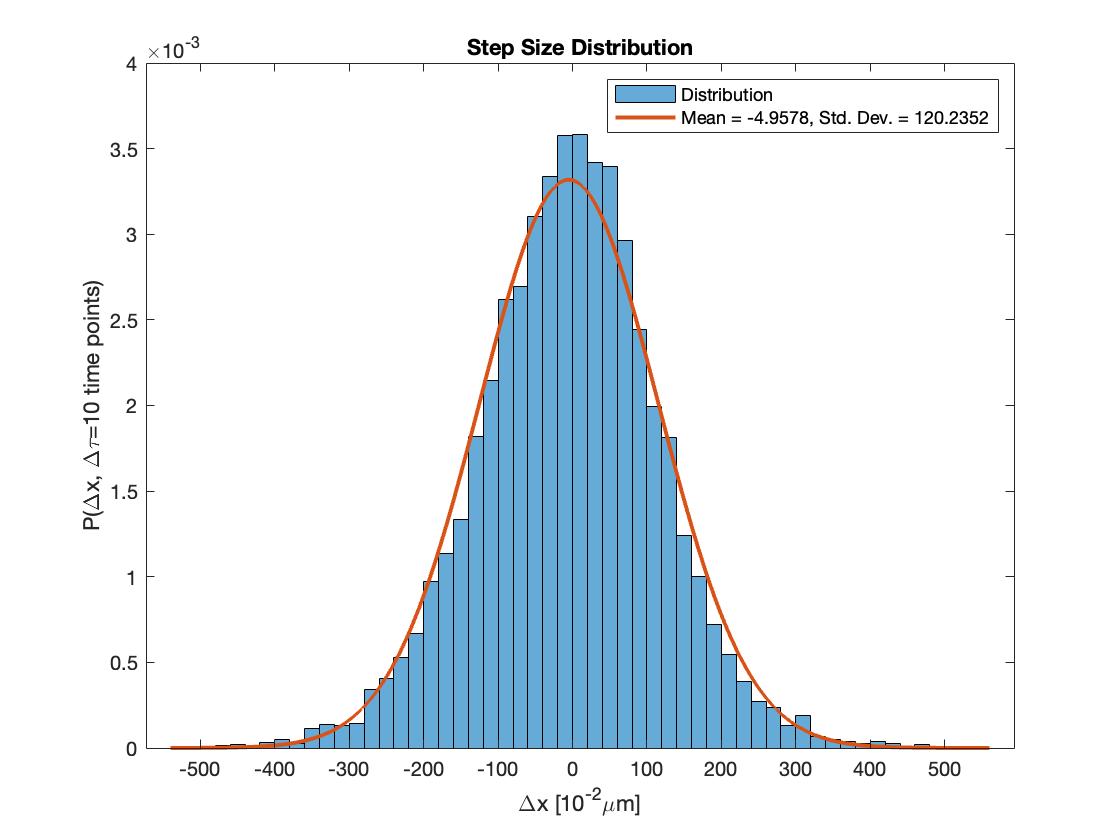 Step Size Distribution
×10⁻³
Distribution
Mean = -4.9578, Std. Dev. = 120.2352
P(Δx, Δτ=10 time points)
4
3.5
3
2.5
2
1.5
1
0.5
0
-500 -400 -300 -200 -100 0 100 200 300 400 500
Δx [10⁻²μm]